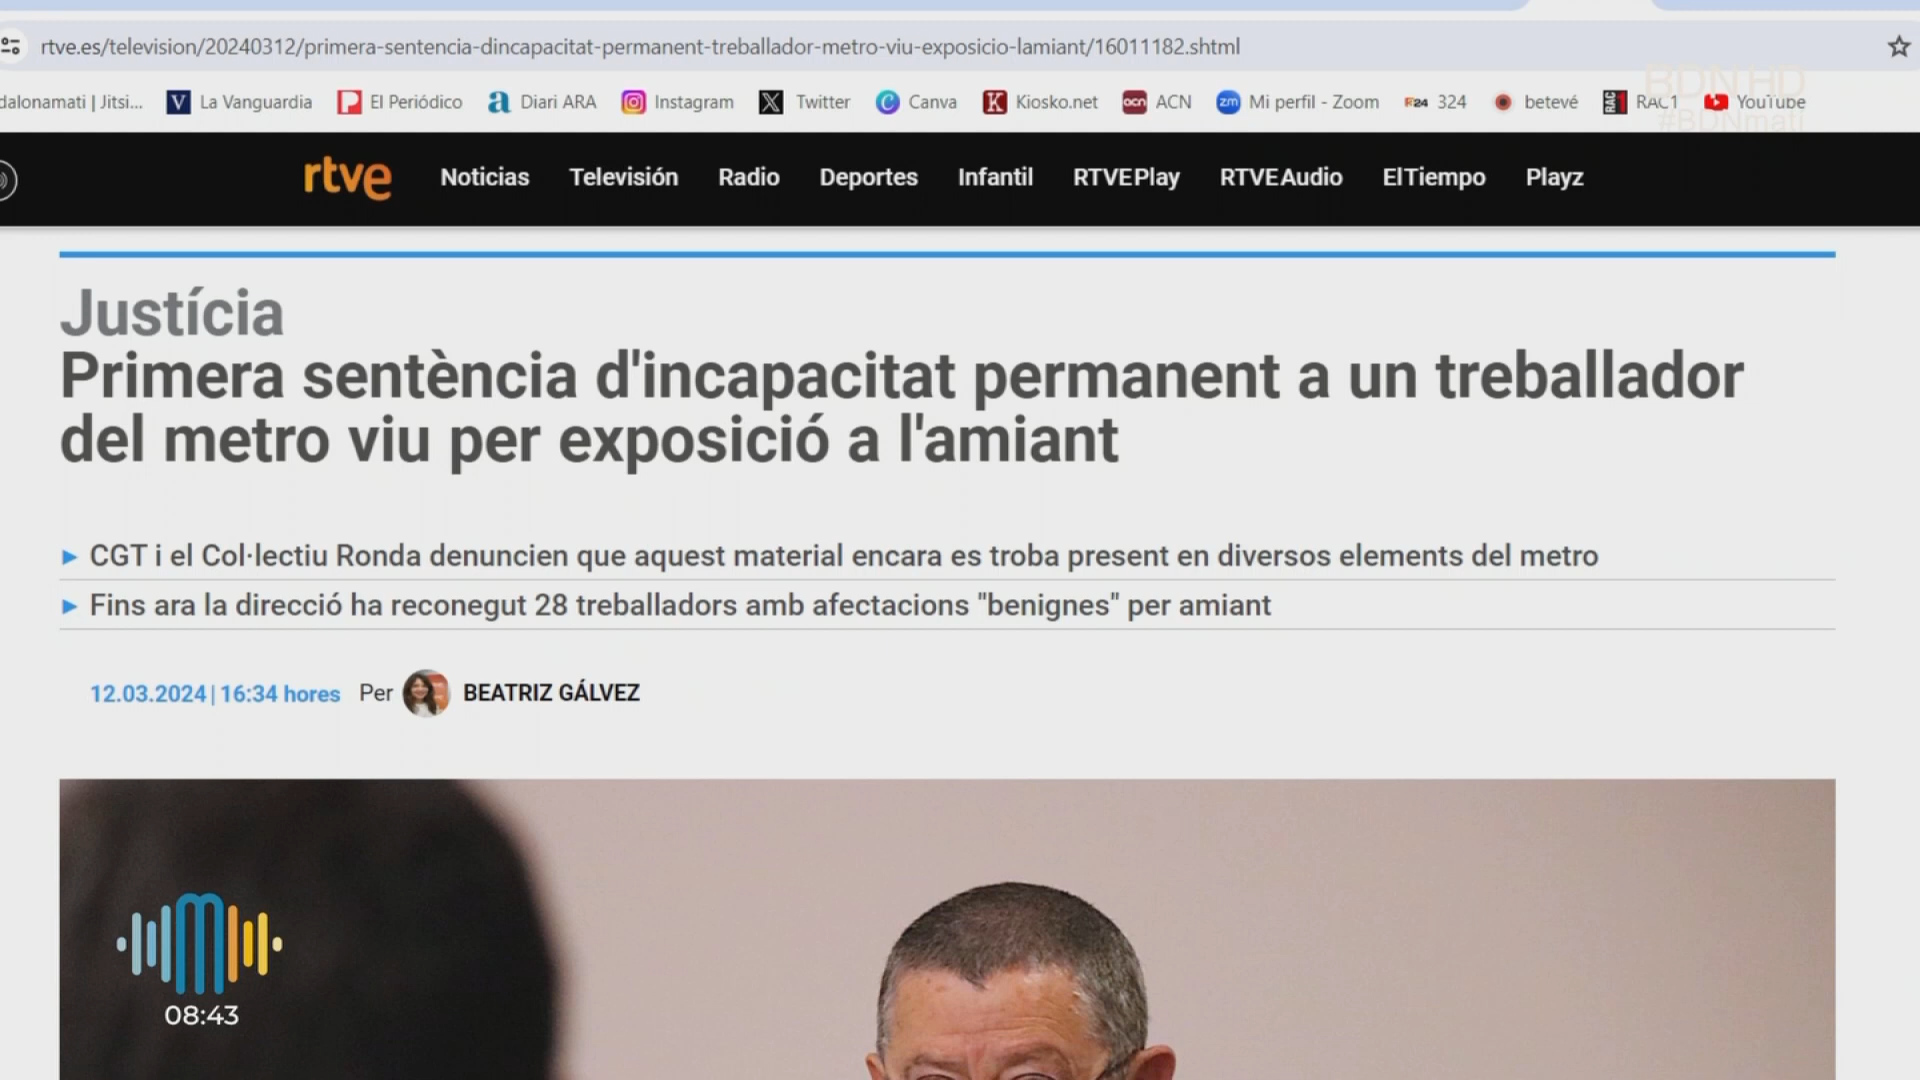 rtve.es/television/20240312/primera-sentencia-dincapacitat-permanent-treballador-metro-viu-exposicio-lamiant/16011182.shtml
BDN HD
dalonamati | Jitsi... V La Vanguardia El Periódico a Diari ARA Instagram X Twitter C Canva K Kiosko.net acn ACN zm Mi perfil - Zoom 324 betevé RAC1 RAC1 YouTube
#BDNmatí
rtve Noticias Televisión Radio Deportes Infantil RTVEPlay RTVEAudio ElTiempo Playz
Justícia
Primera sentència d'incapacitat permanent a un treballador
del metro viu per exposició a l'amiant
► CGT i el Col·lectiu Ronda denuncien que aquest material encara es troba present en diversos elements del metro
► Fins ara la direcció ha reconegut 28 treballadors amb afectacions "benignes" per amiant
12.03.2024 | 16:34 hores Per BEATRIZ GÁLVEZ
08:43